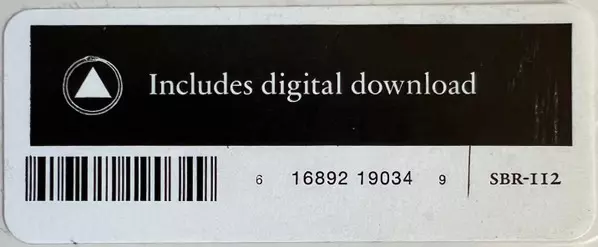 Includes digital download
6 16892 19034 9 SBR-112